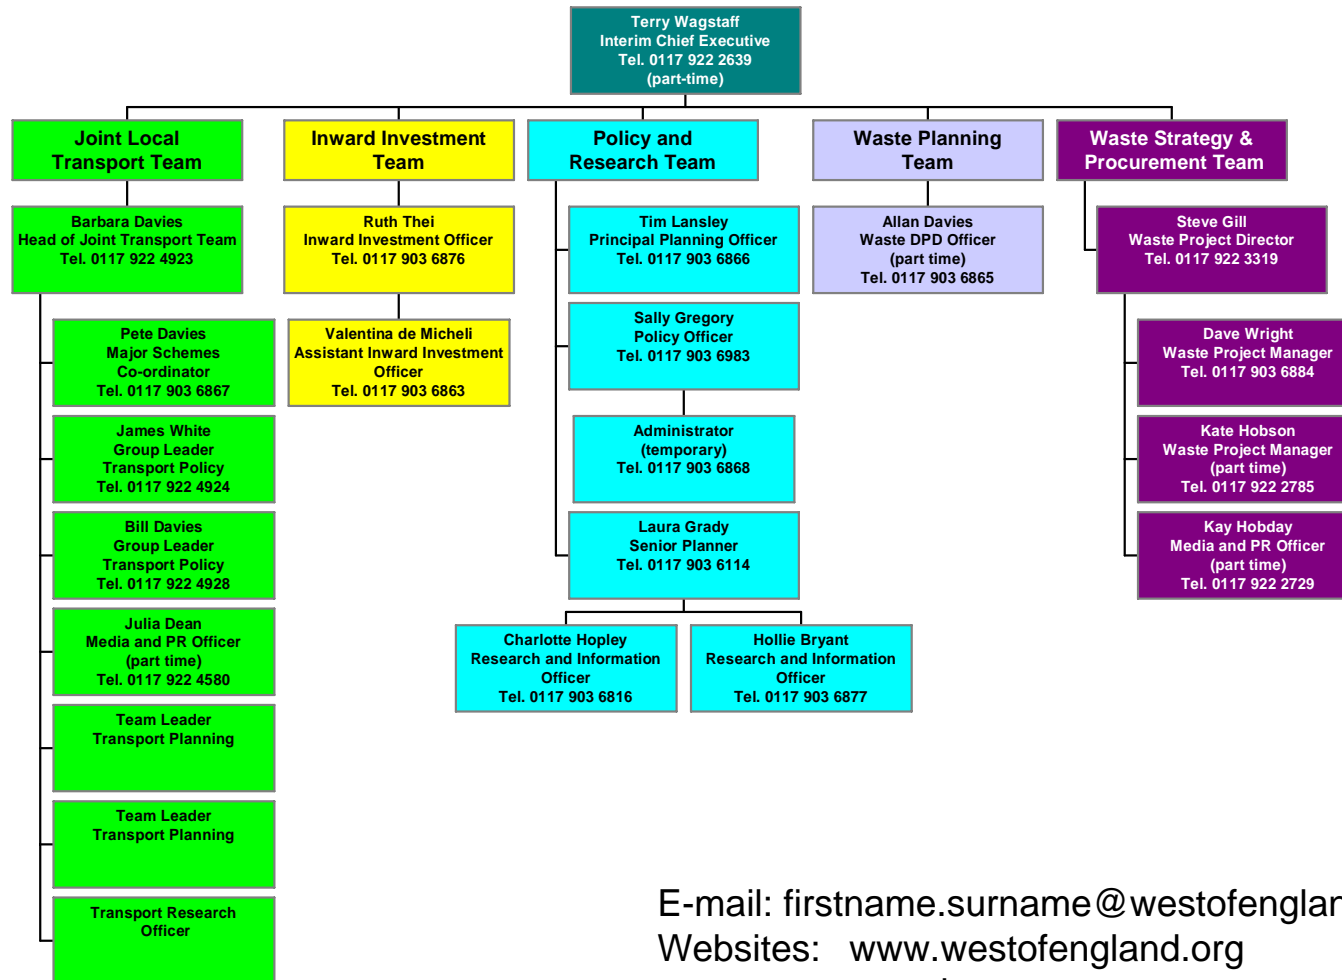 Terry Wagstaff
Interim Chief Executive
Tel. 0117 922 2639
(part-time)
Joint Local
Transport Team
Inward Investment
Team
Policy and
Research Team
Waste Planning
Team
Waste Strategy &
Procurement Team
Barbara Davies
Head of Joint Transport Team
Tel. 0117 922 4923
Ruth Thei
Inward Investment Officer
Tel. 0117 903 6876
Tim Lansley
Principal Planning Officer
Tel. 0117 903 6866
Allan Davies
Waste DPD Officer
(part time)
Tel. 0117 903 6865
Steve Gill
Waste Project Director
Tel. 0117 922 3319
Pete Davies
Major Schemes
Co-ordinator
Tel. 0117 903 6867
Valentina de Micheli
Assistant Inward Investment
Officer
Tel. 0117 903 6863
Sally Gregory
Policy Officer
Tel. 0117 903 6983
Dave Wright
Waste Project Manager
Tel. 0117 903 6884
James White
Group Leader
Transport Policy
Tel. 0117 922 4924
Administrator
(temporary)
Tel. 0117 903 6868
Kate Hobson
Waste Project Manager
(part time)
Tel. 0117 922 2785
Bill Davies
Group Leader
Transport Policy
Tel. 0117 922 4928
Laura Grady
Senior Planner
Tel. 0117 903 6114
Kay Hobday
Media and PR Officer
(part time)
Tel. 0117 922 2729
Julia Dean
Media and PR Officer
(part time)
Tel. 0117 922 4580
Charlotte Hopley
Research and Information
Officer
Tel. 0117 903 6816
Hollie Bryant
Research and Information
Officer
Tel. 0117 903 6877
Team Leader
Transport Planning
Team Leader
Transport Planning
Transport Research
Officer
E-mail: firstname.surname@westofenglan
Websites: www.westofengland.org